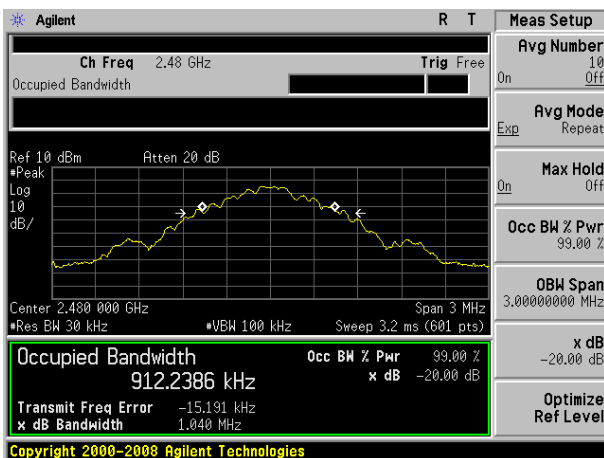 Agilent R T Meas Setup
Ch Freq 2.48 GHz Trig Free
Occupied Bandwidth
Avg Number
10
On Off
Avg Mode
Exp Repeat
Max Hold
On Off
Occ BW % Pwr
99.00 %
OBW Span
3.00000000 MHz
x dB
-20.00 dB
Optimize
Ref Level
Ref 10 dBm Atten 20 dB
#Peak
Log
10
dB/
Center 2.480 000 GHz Span 3 MHz
#Res BW 30 kHz #VBW 100 kHz Sweep 3.2 ms (601 pts)
Occupied Bandwidth Occ BW % Pwr 99.00 %
912.2386 kHz x dB -20.00 dB
Transmit Freq Error -15.191 kHz
x dB Bandwidth 1.040 MHz
Copyright 2000-2008 Agilent Technologies